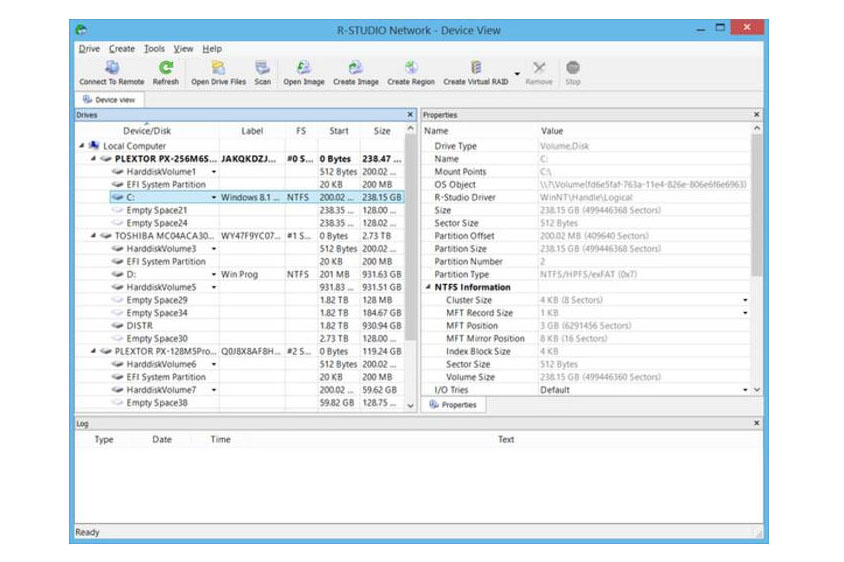 R-STUDIO Network - Device View
Drive Create Tools View Help
Connect To Remote Refresh Open Drive Files Scan Open Image Create Image Create Region Create Virtual RAID Remove Stop
Device view
Drives
Device/Disk Label FS Start Size
Local Computer
PLEXTOR PX-256M6S... JAKQKDZJ... #0 S... 0 Bytes 238.47 ...
HarddiskVolume1 512 Bytes 200.02 ...
EFI System Partition 20 KB 200 MB
C: Windows 8.1 ... NTFS 200.02 ... 238.15 GB
Empty Space21 238.35 ... 128.00 ...
Empty Space24 238.35 ... 128.02 ...
TOSHIBA MC04ACA30... WY47F9YC07... #1 S... 0 Bytes 2.73 TB
HarddiskVolume3 512 Bytes 200.02 ...
EFI System Partition 20 KB 200 MB
D: Win Prog NTFS 201 MB 931.63 GB
HarddiskVolume5 931.83 ... 931.51 GB
Empty Space29 1.82 TB 128 MB
Empty Space34 1.82 TB 184.67 GB
DISTR 1.82 TB 930.94 GB
Empty Space30 2.73 TB 128.00 ...
PLEXTOR PX-128M5Pro... Q0J8X8AF8H... #2 S... 0 Bytes 119.24 GB
HarddiskVolume6 512 Bytes 200.02 ...
EFI System Partition 20 KB 200 MB
HarddiskVolume7 200.02 ... 59.62 GB
Empty Space38 59.82 GB 128.75 ...
Properties
Name Value
Drive Type Volume,Disk
Name C:
Mount Points C:\
OS Object \\?\Volume{fd6e5faf-763a-11e4-826e-806e6f6e6963}
R-Studio Driver WinNT\Handle\Logical
Size 238.15 GB (499446368 Sectors)
Sector Size 512 Bytes
Partition Offset 200.02 MB (409640 Sectors)
Partition Size 238.15 GB (499446368 Sectors)
Partition Number 2
Partition Type NTFS/HPFS/exFAT (0x7)
NTFS Information
Cluster Size 4 KB (8 Sectors)
MFT Record Size 1 KB
MFT Position 3 GB (6291456 Sectors)
MFT Mirror Position 8 KB (16 Sectors)
Index Block Size 4 KB
Sector Size 512 Bytes
Volume Size 238.15 GB (499446360 Sectors)
I/O Tries Default
Properties
Log
Type Date Time Text
Ready